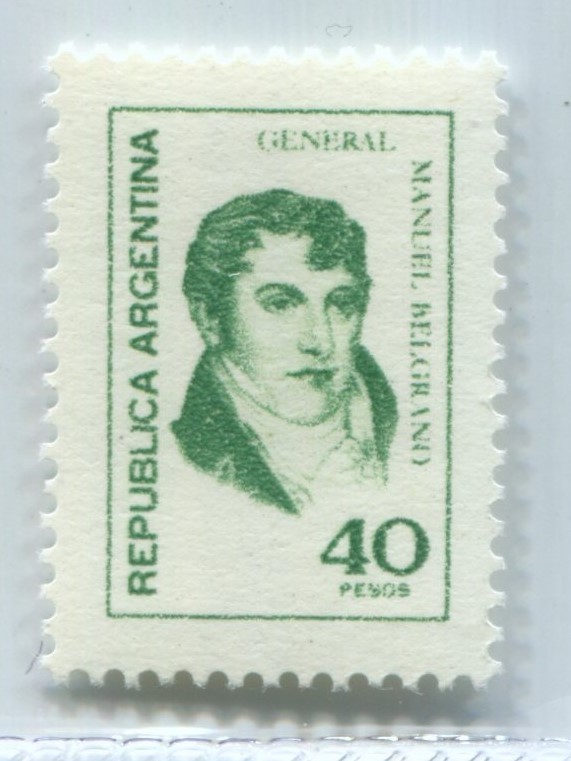 REPUBLICA ARGENTINA
GENERAL
MANUEL BELGRANO
40
PESOS